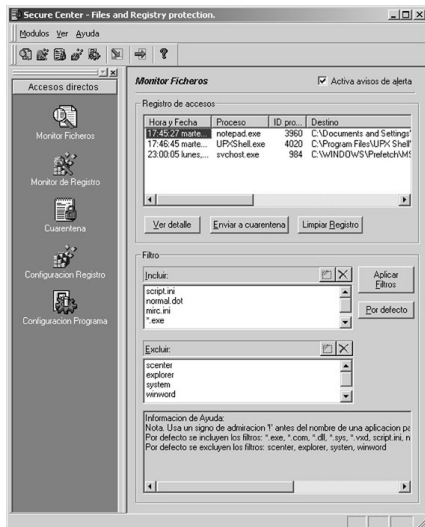 Secure Center - Files and Registry protection.
Modulos Ver Ayuda
Accesos directos
Monitor Ficheros
Monitor de Registro
Cuarentena
Configuracion Registro
Configuracion Programa
Monitor Ficheros
Activa avisos de alerta
Registro de accesos
Hora y Fecha Proceso ID pro... Destino
17:45:27 marte... notepad.exe 3960 C:\Documents and Settings\
17:46:45 marte... UPXShell.exe 4020 C:\Program Files\UPX Shell\
23:00:05 lunes,... svchost.exe 984 C:\WINDOWS\Prefetch\MS
Ver detalle Enviar a cuarentena Limpiar Registro
Filtro
Incluir:
script.ini
normal.dot
mirc.ini
*.exe
Aplicar
Filtros
Por defecto
Excluir:
scenter
explorer
system
winword
Informacion de Ayuda:
Nota. Usa un signo de admiracion '!' antes del nombre de una aplicacion pa
Por defecto se incluyen los filtros: *.exe, *.com, *.dll, *.sys, *.vxd, script.ini, n
Por defecto se excluyen los filtros: scenter, explorer, systen, winword